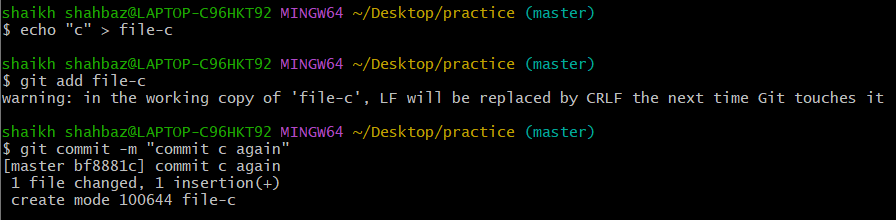 shaikh shahbaz@LAPTOP-C96HKT92 MINGW64 ~/Desktop/practice (master)
$ echo "c" > file-c
shaikh shahbaz@LAPTOP-C96HKT92 MINGW64 ~/Desktop/practice (master)
$ git add file-c
warning: in the working copy of 'file-c', LF will be replaced by CRLF the next time Git touches it
shaikh shahbaz@LAPTOP-C96HKT92 MINGW64 ~/Desktop/practice (master)
$ git commit -m "commit c again"
[master bf8881c] commit c again
1 file changed, 1 insertion(+)
create mode 100644 file-c